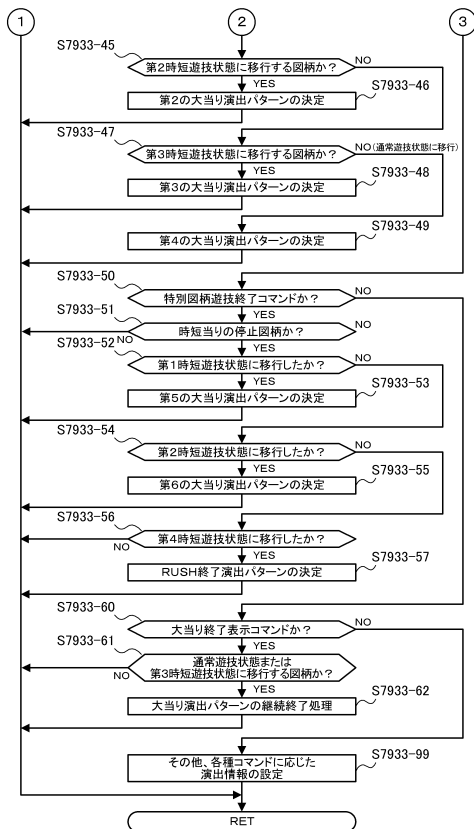 1
2
3
S7933-45
第2時短遊技状態に移行する図柄か?
NO
YES
S7933-46
第2の大当り演出パターンの決定
S7933-47
第3時短遊技状態に移行する図柄か?
NO(通常遊技状態に移行)
YES
S7933-48
第3の大当り演出パターンの決定
S7933-49
第4の大当り演出パターンの決定
S7933-50
特別図柄遊技終了コマンドか?
NO
YES
S7933-51
時短当りの停止図柄か?
NO
NO
YES
S7933-52
第1時短遊技状態に移行したか?
NO
YES
S7933-53
第5の大当り演出パターンの決定
S7933-54
第2時短遊技状態に移行したか?
NO
YES
S7933-55
第6の大当り演出パターンの決定
S7933-56
第4時短遊技状態に移行したか?
NO
YES
S7933-57
RUSH終了演出パターンの決定
S7933-60
大当り終了表示コマンドか?
NO
YES
S7933-61
通常遊技状態または
第3時短遊技状態に移行する図柄か?
NO
YES
S7933-62
大当り演出パターンの継続終了処理
S7933-99
その他、各種コマンドに応じた
演出情報の設定
RET